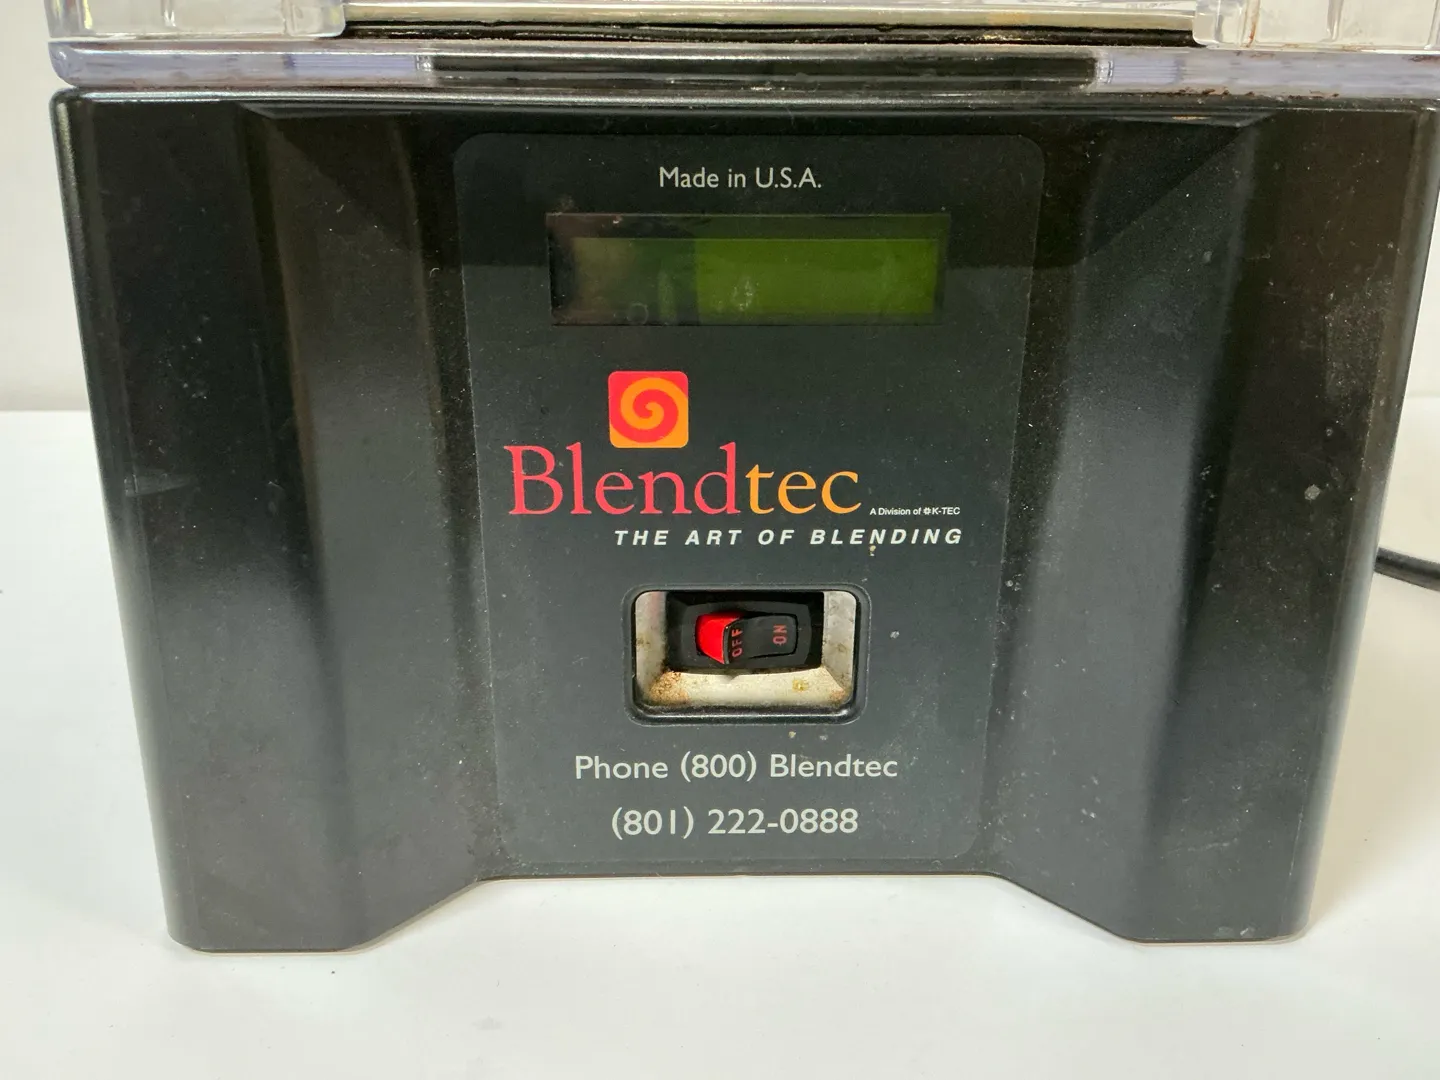 Made in U.S.A.
Blendtec
A Division of K-TEC
THE ART OF BLENDING
OFF ON
Phone (800) Blendtec
(801) 222-0888